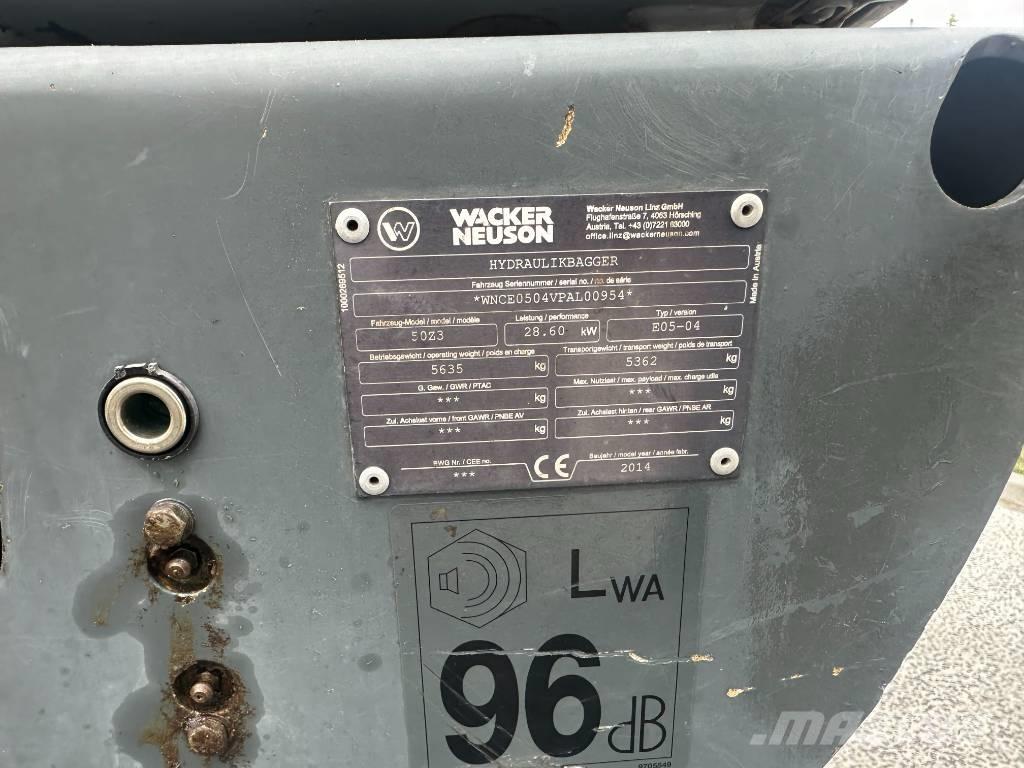 WACKER
NEUSON
Wacker Neuson Linz GmbH
Flughafenstraße 7, 4063 Hörsching
Austria, Tel. +43 (0)7221 63000
office.linz@wackerneuson.com
HYDRAULIKBAGGER
Fahrzeug Seriennummer / serial no. / no. de série
*WNCE0504VPAL00954*
Fahrzeug-Model / model / modèle
50Z3
Leistung / performance
28.60 kW
Typ / version
E05-04
Betriebsgewicht / operating weight / poids en charge
5635 kg
Transportgewicht / transport weight / poids de transport
5362 kg
G. Gew. / GWR / PTAC
*** kg
Max. Nutzlast / max. payload / max. charge utile
*** kg
Zul. Achslast vorne / front GAWR / PNBE AV
*** kg
Zul. Achslast hinten / rear GAWR / PNBE AR
*** kg
EWG Nr. / CEE no.
***
CE
Baujahr / model year / année fabr.
2014
1000269512
Made in Austria
LWA
96 dB
9705549